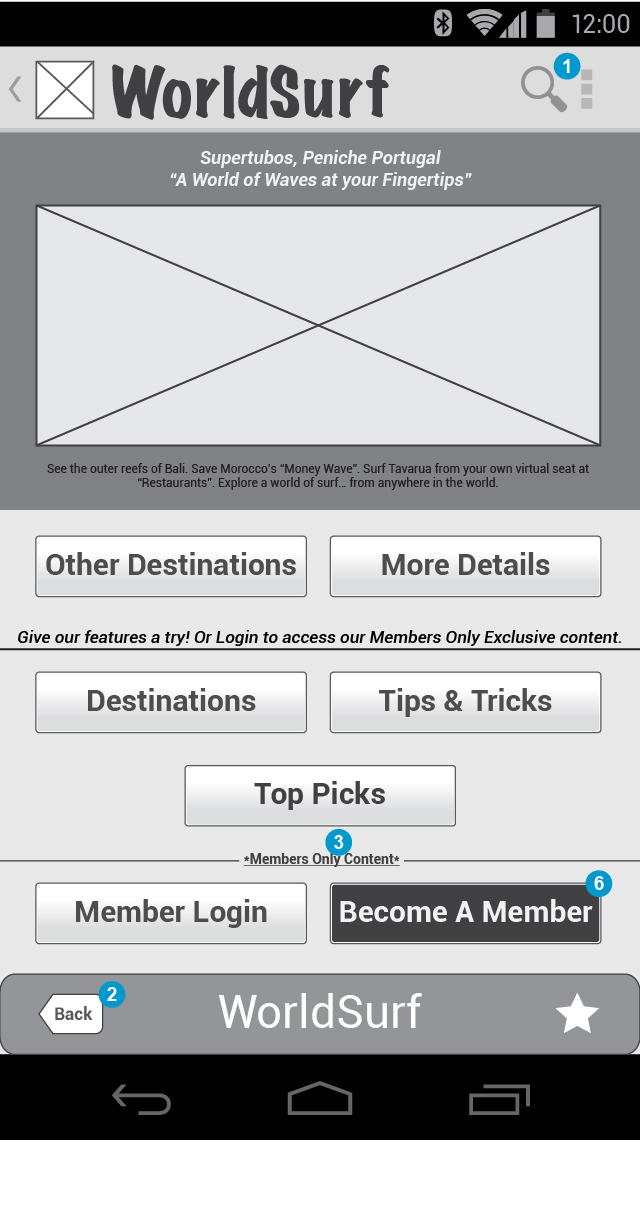 12:00
1
WorldSurf
Supertubos, Peniche Portugal
“A World of Waves at your Fingertips”
See the outer reefs of Bali. Save Morocco's “Money Wave”. Surf Tavarua from your own virtual seat at
“Restaurants”. Explore a world of surf... from anywhere in the world.
Other Destinations
More Details
Give our features a try! Or Login to access our Members Only Exclusive content.
Destinations
Tips & Tricks
Top Picks
3
*Members Only Content*
6
Member Login
Become A Member
2
Back
WorldSurf